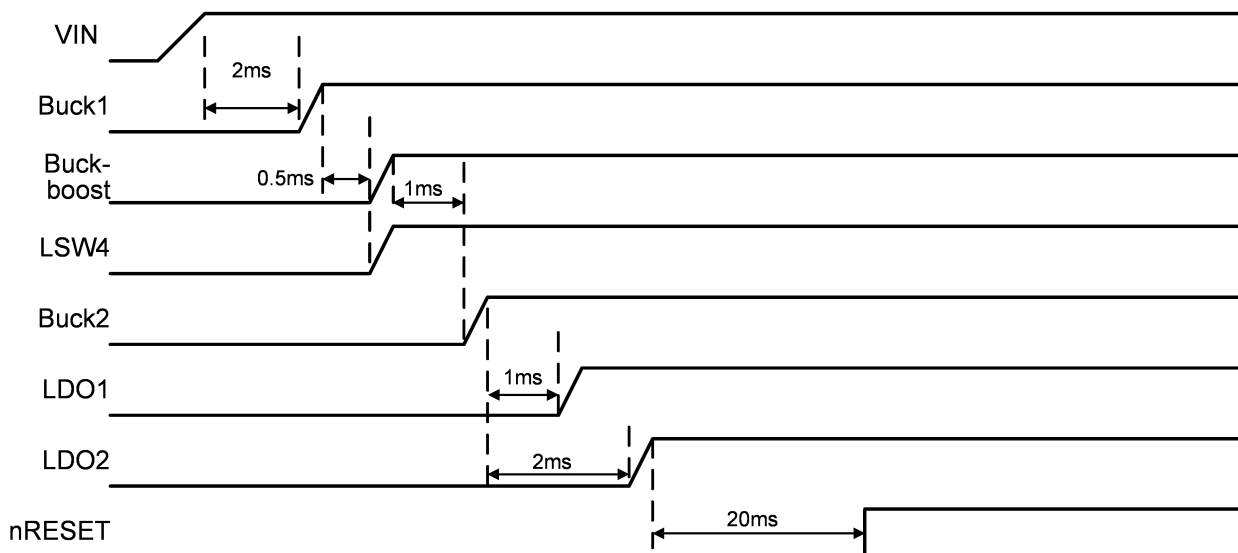 VIN
2ms
Buck1
Buck-
boost
0.5ms
1ms
LSW4
Buck2
1ms
LDO1
LDO2
2ms
nRESET
20ms